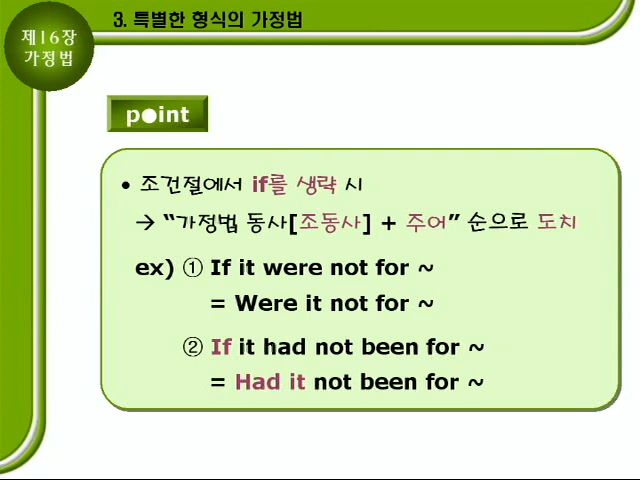 제16장
가정법
3. 특별한 형식의 가정법
point
• 조건절에서 if를 생략 시
→ “가정법 동사[조동사] + 주어” 순으로 도치
ex) ① If it were not for ~
= Were it not for ~
② If it had not been for ~
= Had it not been for ~